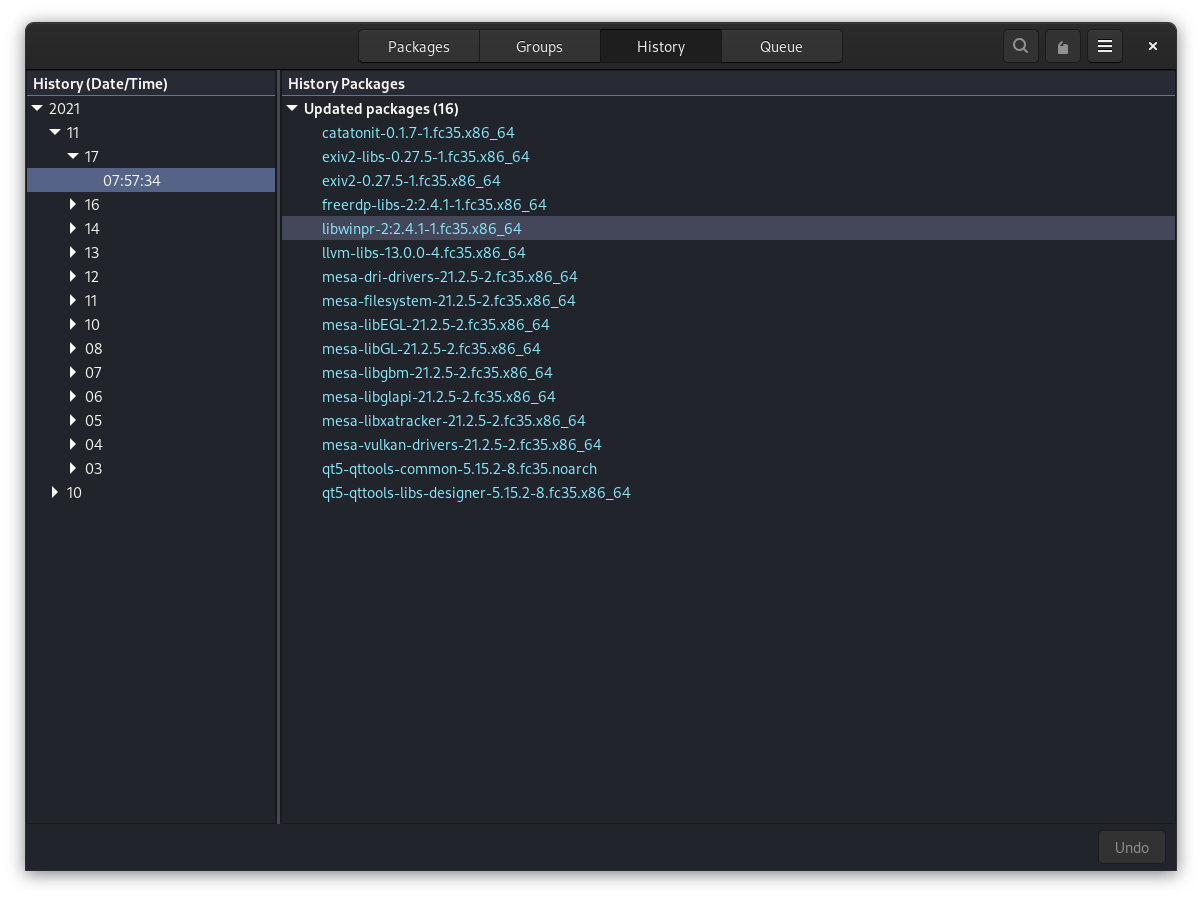 Packages
Groups
History
Queue
History (Date/Time)
2021
11
17
07:57:34
16
14
13
12
11
10
08
07
06
05
04
03
10
History Packages
Updated packages (16)
catatonit-0.1.7-1.fc35.x86_64
exiv2-libs-0.27.5-1.fc35.x86_64
exiv2-0.27.5-1.fc35.x86_64
freerdp-libs-2:2.4.1-1.fc35.x86_64
libwinpr-2:2.4.1-1.fc35.x86_64
llvm-libs-13.0.0-4.fc35.x86_64
mesa-dri-drivers-21.2.5-2.fc35.x86_64
mesa-filesystem-21.2.5-2.fc35.x86_64
mesa-libEGL-21.2.5-2.fc35.x86_64
mesa-libGL-21.2.5-2.fc35.x86_64
mesa-libgbm-21.2.5-2.fc35.x86_64
mesa-libglapi-21.2.5-2.fc35.x86_64
mesa-libxatracker-21.2.5-2.fc35.x86_64
mesa-vulkan-drivers-21.2.5-2.fc35.x86_64
qt5-qttools-common-5.15.2-8.fc35.noarch
qt5-qttools-libs-designer-5.15.2-8.fc35.x86_64
Undo